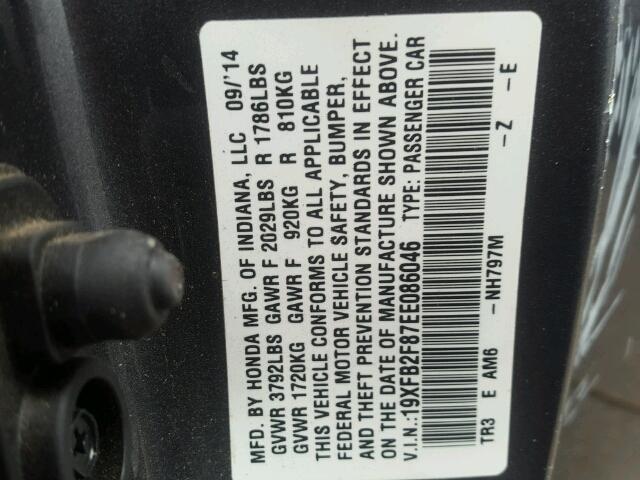 MFD. BY HONDA MFG. OF INDIANA, LLC 09/'14
GVWR 3792LBS GAWR F 2029LBS R 1786LBS
GVWR 1720KG GAWR F 920KG R 810KG
THIS VEHICLE CONFORMS TO ALL APPLICABLE
FEDERAL MOTOR VEHICLE SAFETY, BUMPER,
AND THEFT PREVENTION STANDARDS IN EFFECT
ON THE DATE OF MANUFACTURE SHOWN ABOVE.
V.I.N.:19XFB2F87EE086046 TYPE: PASSENGER CAR
TR3 E AM6 -NH797M -Z -E